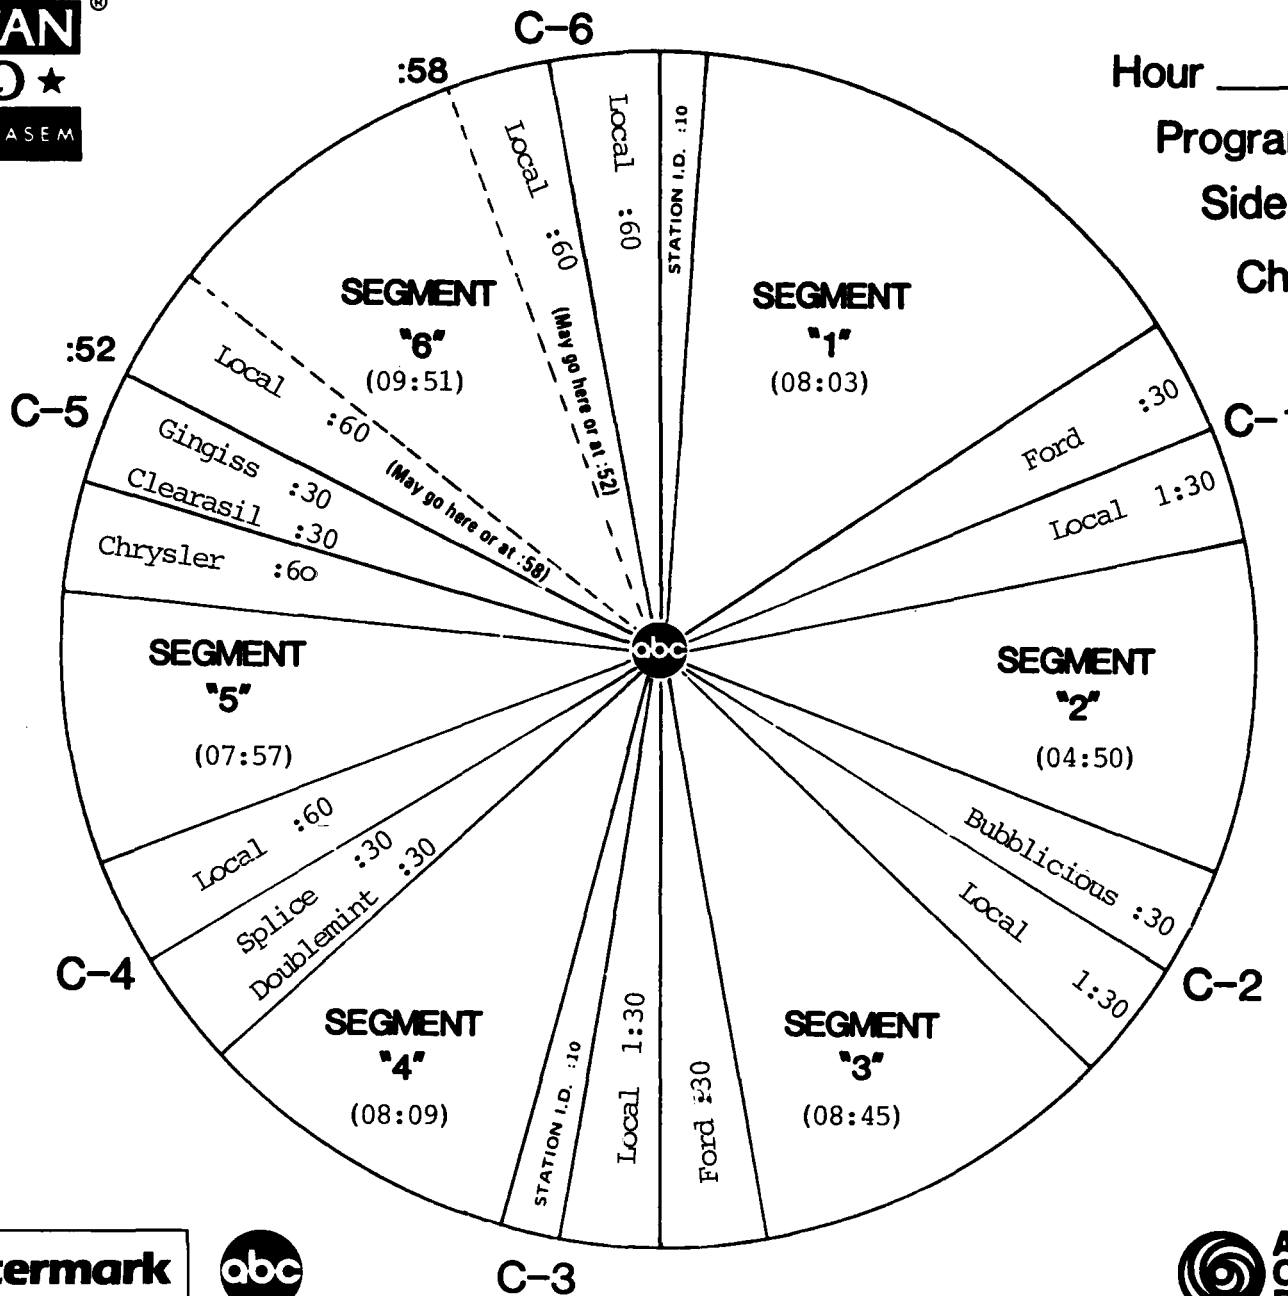 ®
C-6
:58
Hour
Side
ASEM
Local :60
Local :60
STATION I.D. :10
(May go here or at :52)
SEGMENT
"6"
(09:51)
SEGMENT
"1"
(08:03)
:52
C-5
Local :60
(May go here or at :58)
Gingiss :30
Clearasil :30
Chrysler :60
Ford :30
Local 1:30
abc
SEGMENT
"5"
(07:57)
SEGMENT
"2"
(04:50)
Local :60
Splice :30
Doublemint :30
C-4
Bubblicious :30
Local 1:30
C-2
SEGMENT
"4"
(08:09)
STATION I.D. :10
Local 1:30
Ford :30
SEGMENT
"3"
(08:45)
C-3
termark
abc